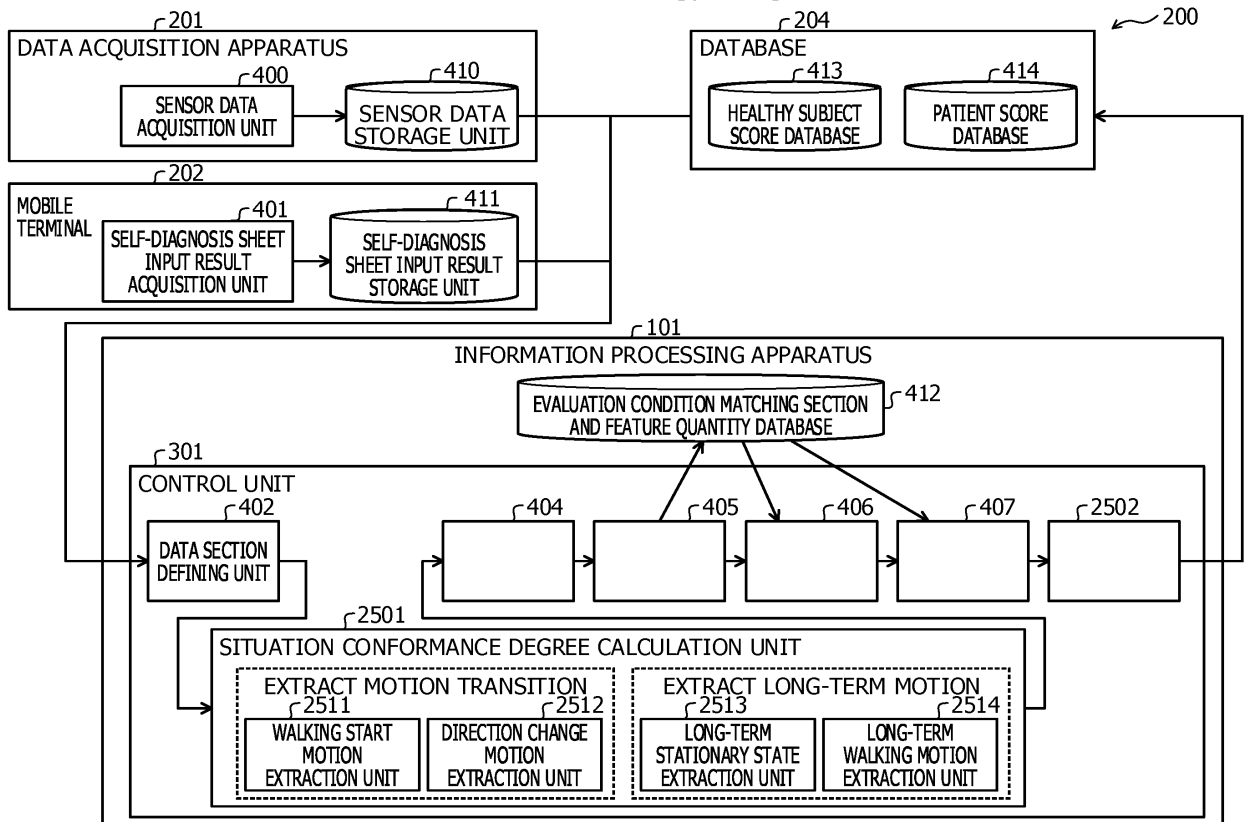 200
201
DATA ACQUISITION APPARATUS
400
SENSOR DATA
ACQUISITION UNIT
410
SENSOR DATA
STORAGE UNIT
204
DATABASE
413
HEALTHY SUBJECT
SCORE DATABASE
414
PATIENT SCORE
DATABASE
202
MOBILE
TERMINAL
401
SELF-DIAGNOSIS SHEET
INPUT RESULT
ACQUISITION UNIT
411
SELF-DIAGNOSIS
SHEET INPUT RESULT
STORAGE UNIT
101
INFORMATION PROCESSING APPARATUS
EVALUATION CONDITION MATCHING SECTION
AND FEATURE QUANTITY DATABASE
412
301
CONTROL UNIT
402
DATA SECTION
DEFINING UNIT
404
405
406
407
2502
2501
SITUATION CONFORMANCE DEGREE CALCULATION UNIT
EXTRACT MOTION TRANSITION
2511
WALKING START
MOTION
EXTRACTION UNIT
2512
DIRECTION CHANGE
MOTION
EXTRACTION UNIT
EXTRACT LONG-TERM MOTION
2513
LONG-TERM
STATIONARY STATE
EXTRACTION UNIT
2514
LONG-TERM
WALKING MOTION
EXTRACTION UNIT